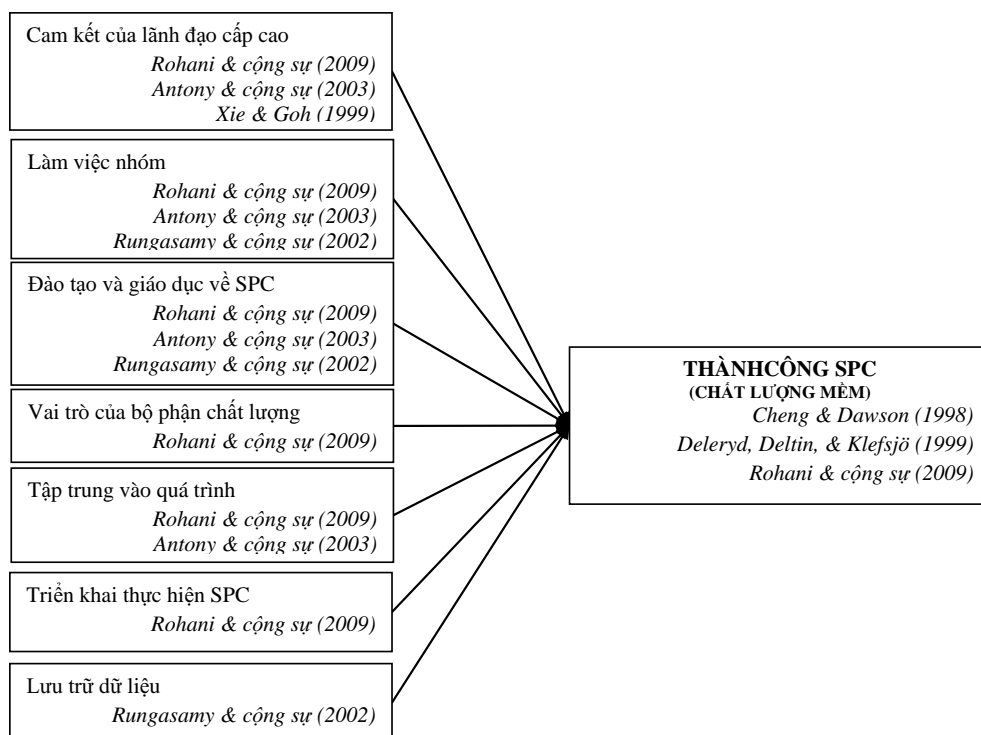 Cam kết của lãnh đạo cấp cao
Rohani & cộng sự (2009)
Antony & cộng sự (2003)
Xie & Goh (1999)
Làm việc nhóm
Rohani & cộng sự (2009)
Antony & cộng sự (2003)
Rungasamy & cộng sự (2002)
Đào tạo và giáo dục về SPC
Rohani & cộng sự (2009)
Antony & cộng sự (2003)
Rungasamy & cộng sự (2002)
Vai trò của bộ phận chất lượng
Rohani & cộng sự (2009)
Tập trung vào quá trình
Rohani & cộng sự (2009)
Antony & cộng sự (2003)
Triển khai thực hiện SPC
Rohani & cộng sự (2009)
Lưu trữ dữ liệu
Rungasamy & cộng sự (2002)
THÀNHCÔNG SPC
(CHẤT LƯỢNG MỀM)
Cheng & Dawson (1998)
Deleryd, Deltin, & Klefsjö (1999)
Rohani & cộng sự (2009)